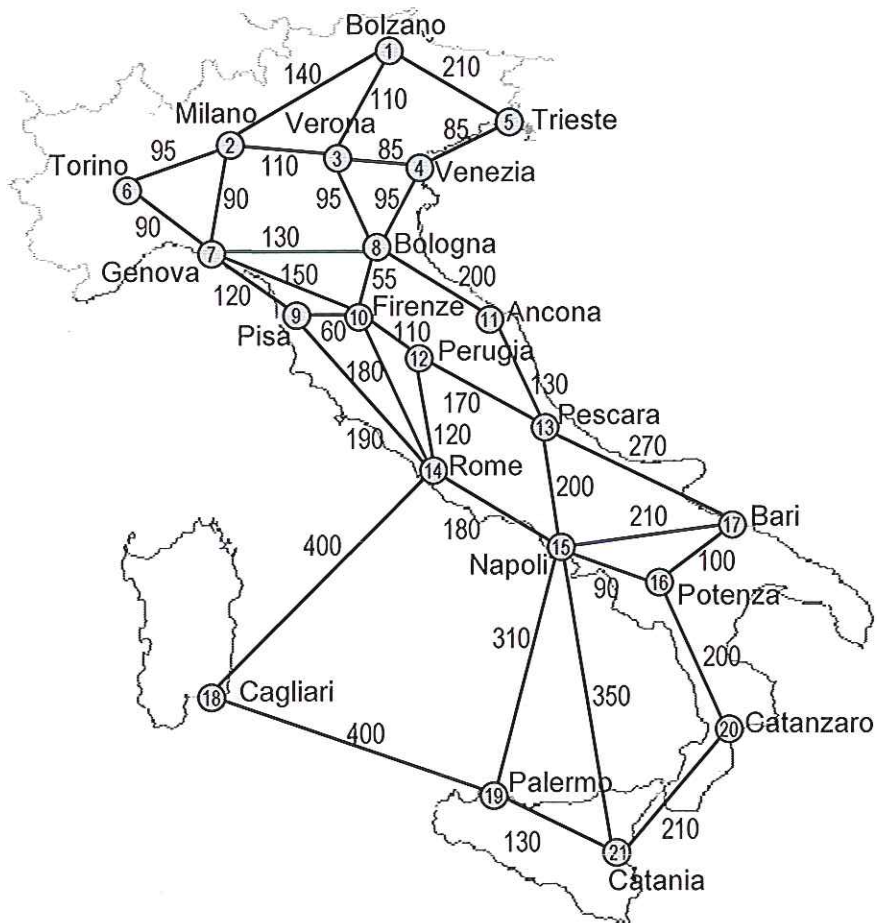 Bolzano
1
140
210
110
Milano
Verona
5
Trieste
95
2
85
85
Torino
110
3
4
Venezia
6
90
95
95
90
130
8
Bologna
7
Genova
150
55
200
120
Firenze
Ancona
9
10
11
Pisa
60
110
12
Perugia
180
170
130
Pescara
190
120
13
270
14
Rome
200
210
Bari
17
400
180
15
100
Napoli
90
16
Potenza
310
200
350
18
Cagliari
20
Catanzaro
400
Palermo
19
130
210
21
Catania